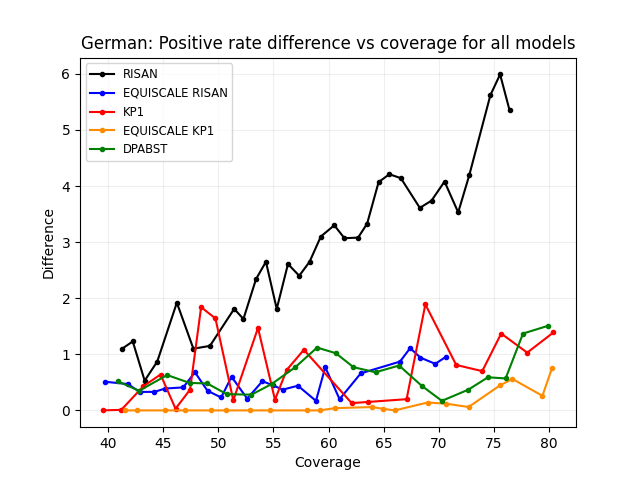 German: Positive rate difference vs coverage for all models
RISAN
EQUISCALE RISAN
KP1
EQUISCALE KP1
DPABST
Difference
6
5
4
3
2
1
0
40 45 50 55 60 65 70 75 80
Coverage